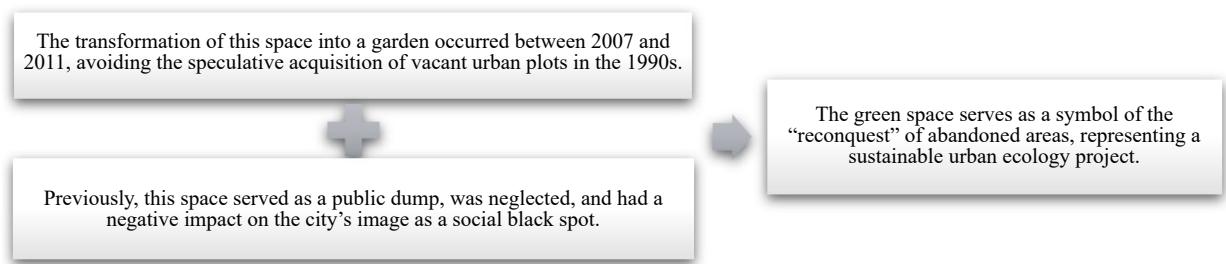 The transformation of this space into a garden occurred between 2007 and
2011, avoiding the speculative acquisition of vacant urban plots in the 1990s.
Previously, this space served as a public dump, was neglected, and had a
negative impact on the city’s image as a social black spot.
The green space serves as a symbol of the
“reconquest” of abandoned areas, representing a
sustainable urban ecology project.